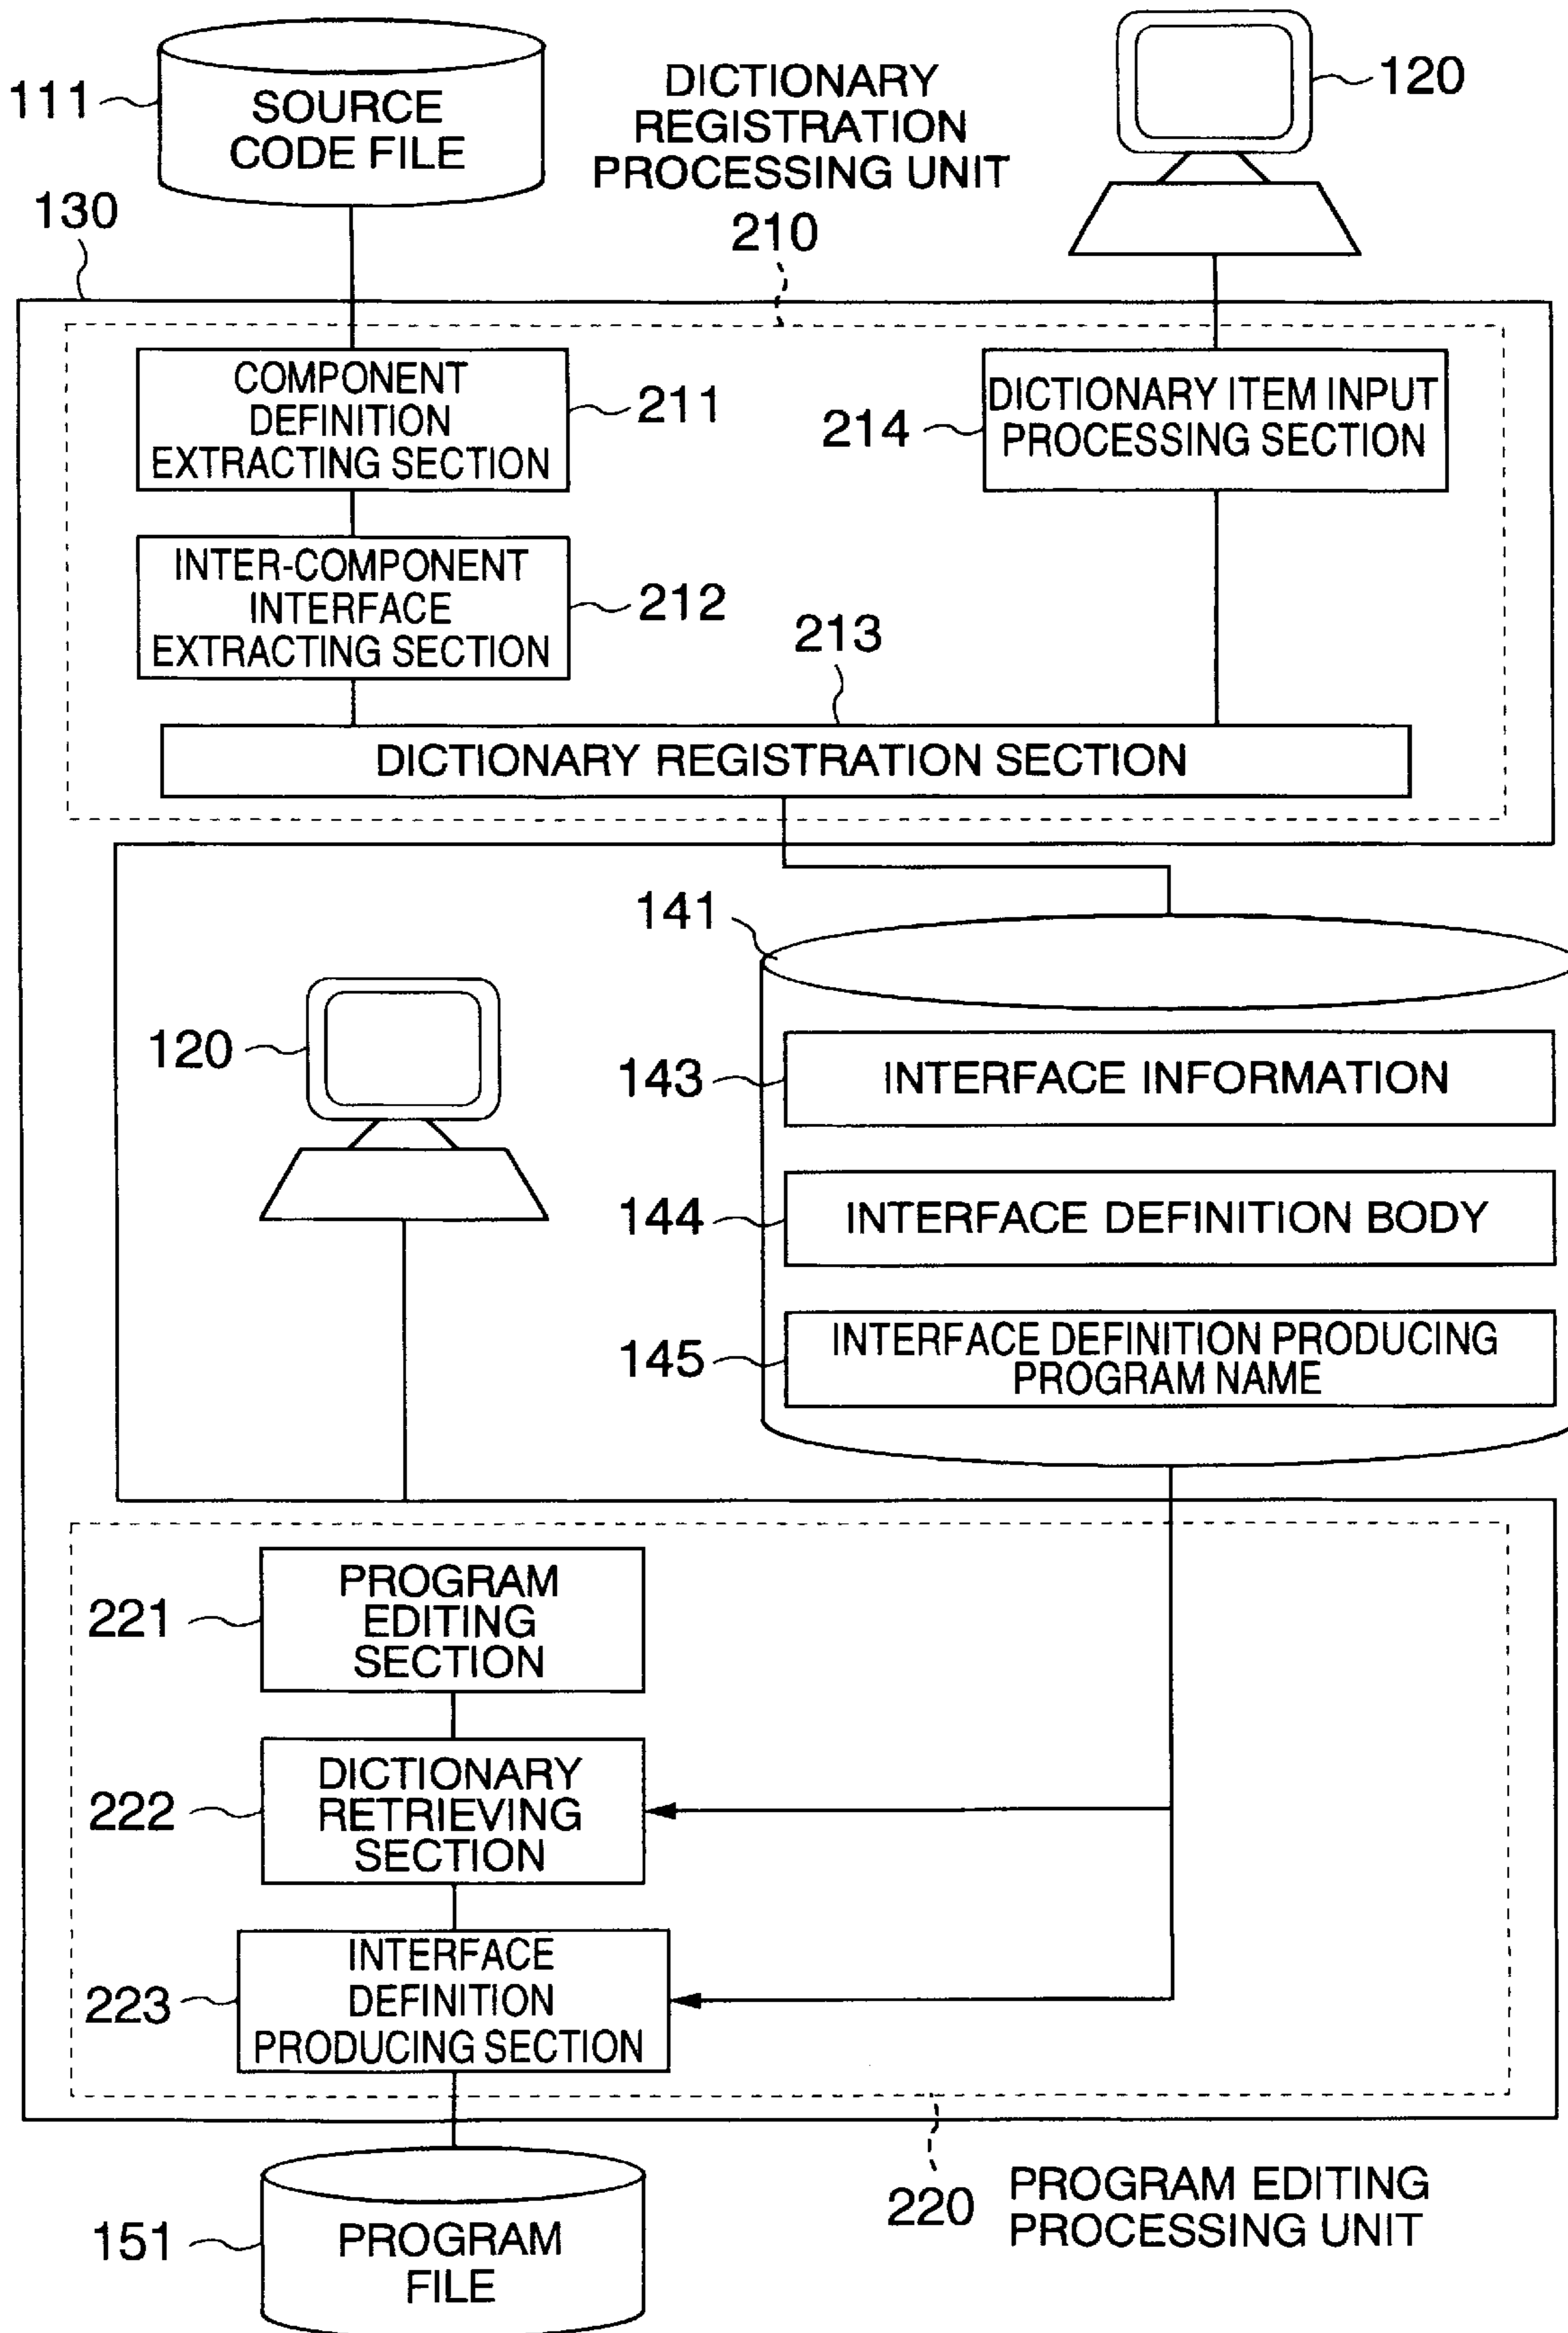 111
SOURCE
CODE FILE
DICTIONARY
REGISTRATION
PROCESSING UNIT
210
120
130
COMPONENT
DEFINITION
EXTRACTING SECTION
211
214
DICTIONARY ITEM INPUT
PROCESSING SECTION
INTER-COMPONENT
INTERFACE
EXTRACTING SECTION
212
213
DICTIONARY REGISTRATION SECTION
141
120
143
INTERFACE INFORMATION
144
INTERFACE DEFINITION BODY
145
INTERFACE DEFINITION PRODUCING
PROGRAM NAME
221
PROGRAM
EDITING
SECTION
222
DICTIONARY
RETRIEVING
SECTION
223
INTERFACE
DEFINITION
PRODUCING SECTION
220
PROGRAM EDITING
PROCESSING UNIT
151
PROGRAM
FILE